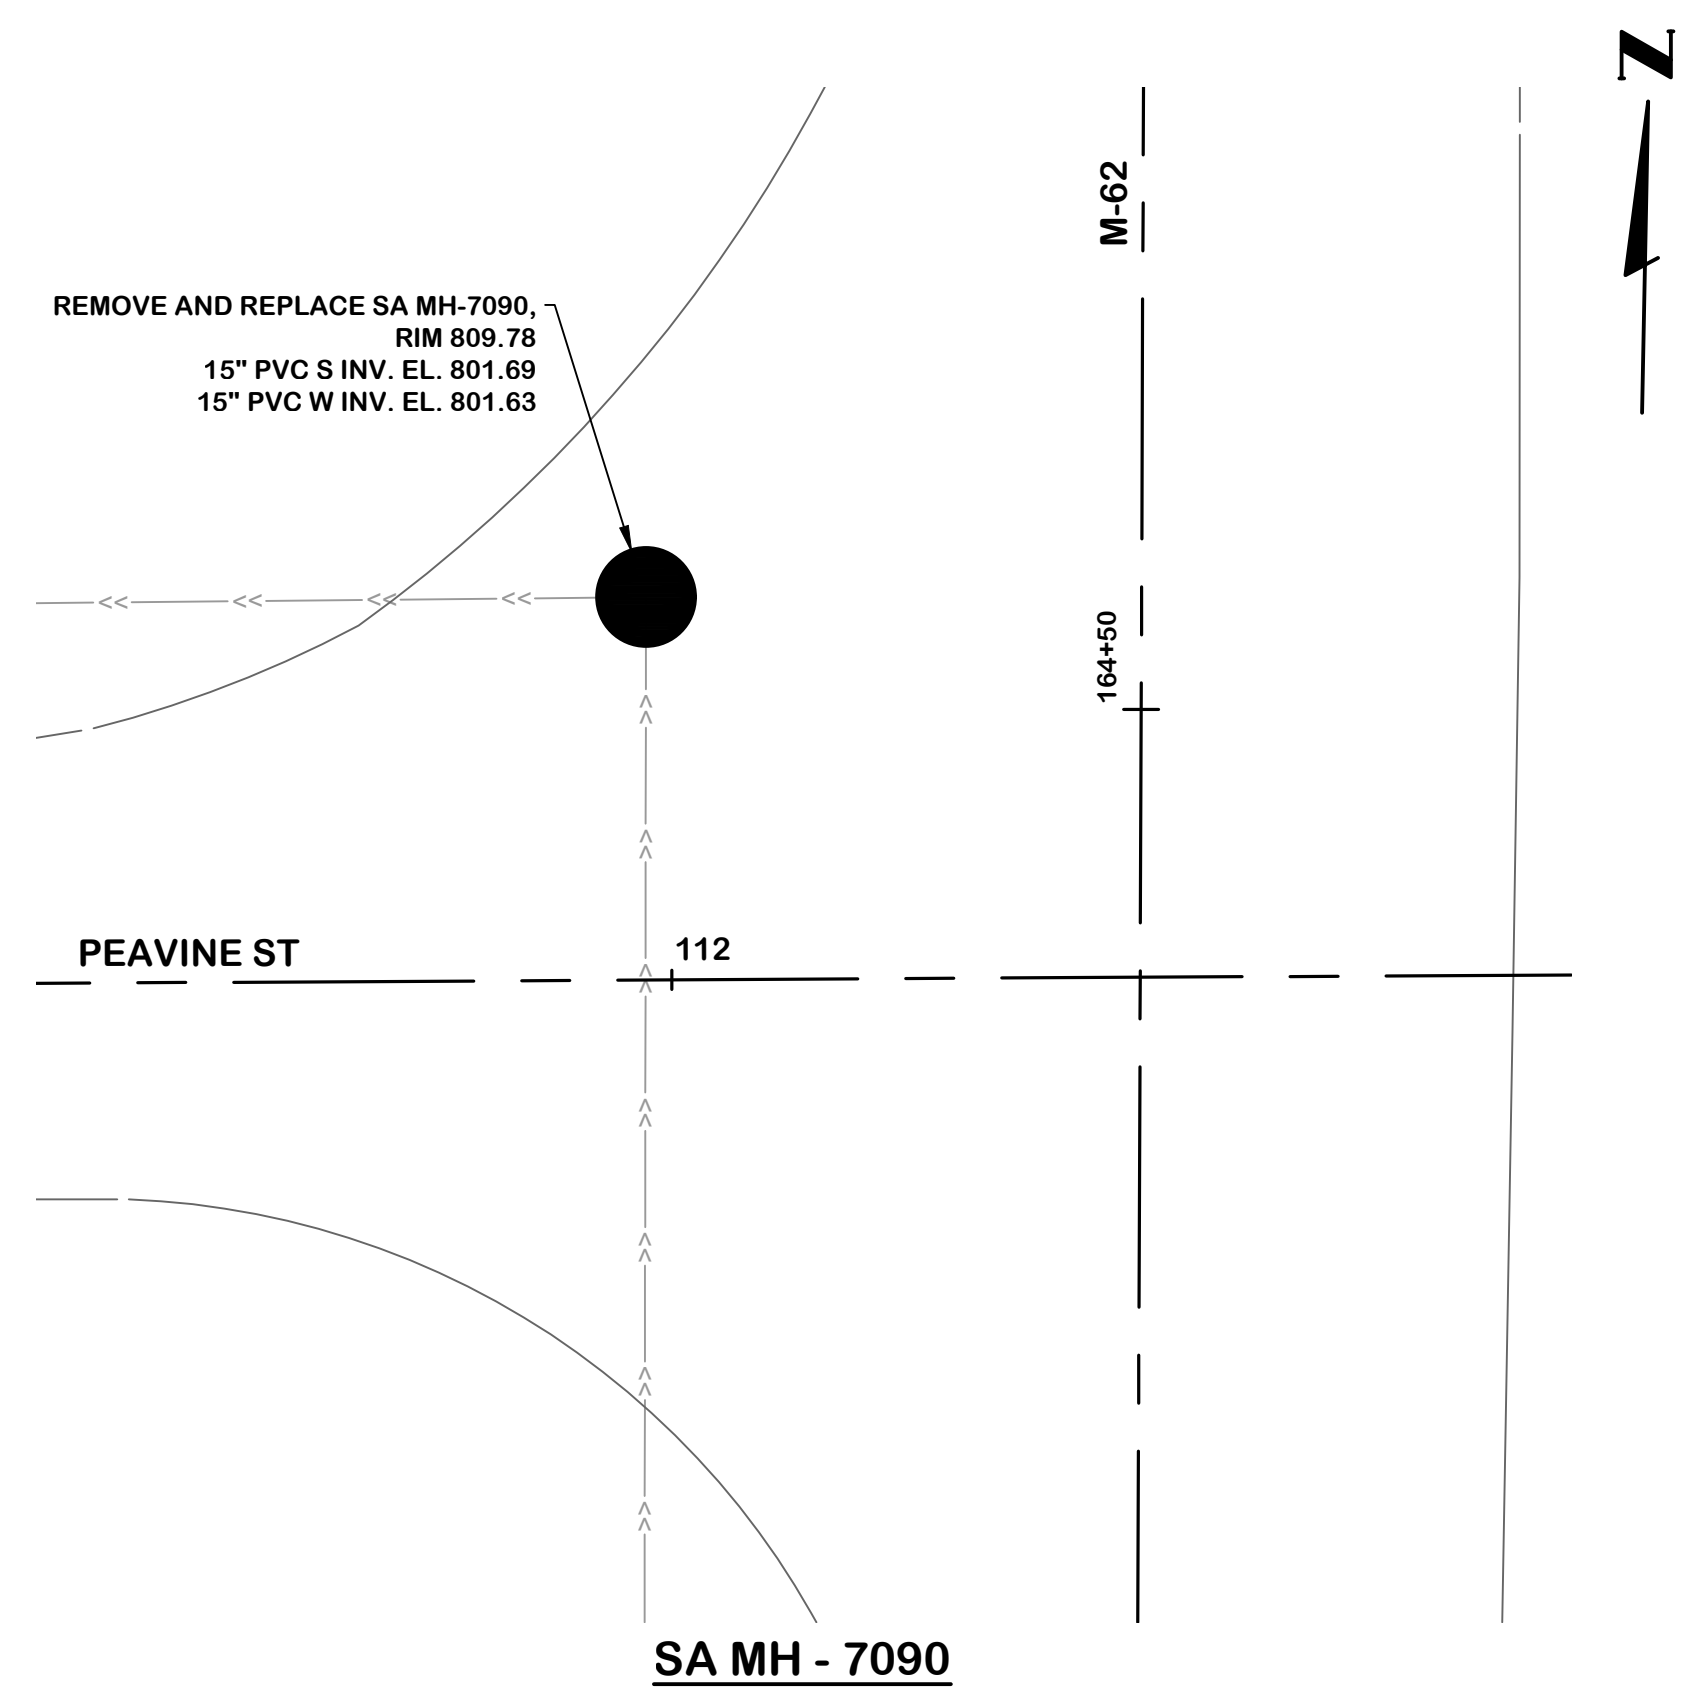 N
M-62
REMOVE AND REPLACE SA MH-7090,
RIM 809.78
15" PVC S INV. EL. 801.69
15" PVC W INV. EL. 801.63
164+50
PEAVINE ST
112
SA MH - 7090